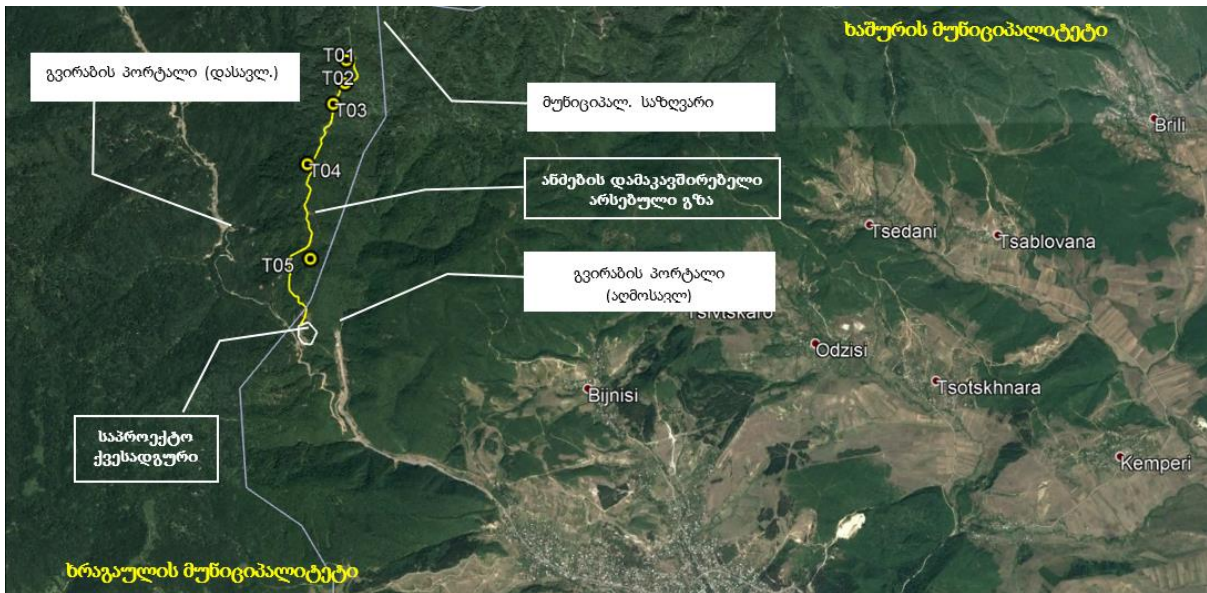 ხაშურის მუნიციპალიტეტი
T01
გვირაბის პორტალი (დასავლ.)
T02
T03
მუნიციპალ. საზღვარი
Brili
T04
ანძების დამაკავშირებელი
არსებული გზა
Tsedani
Tsablovana
T05
გვირაბის პორტალი
(აღმოსავლ)
Tsivtskaro
Odzisi
Bijnisi
Tsotskhnara
საპროექტო
ქვესადგური
Kemperi
ხრაგაულის მუნიციპალიტეტი